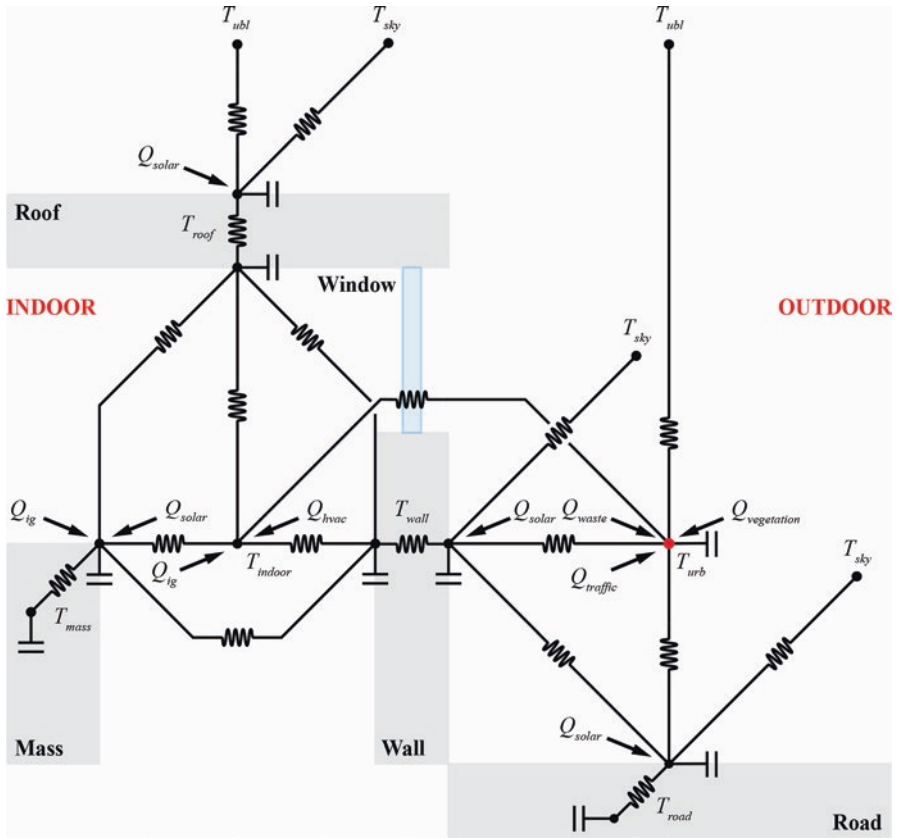 T_ubl
T_sky
T_ubl
Q_solar
Roof
T_roof
Window
INDOOR
OUTDOOR
T_sky
Q_ig
Q_solar
Q_hvac
T_wall
Q_solar
Q_waste
Q_vegetation
Q_ig
T_indoor
Q_traffic
T_urb
T_sky
T_mass
Q_solar
Mass
Wall
T_road
Road